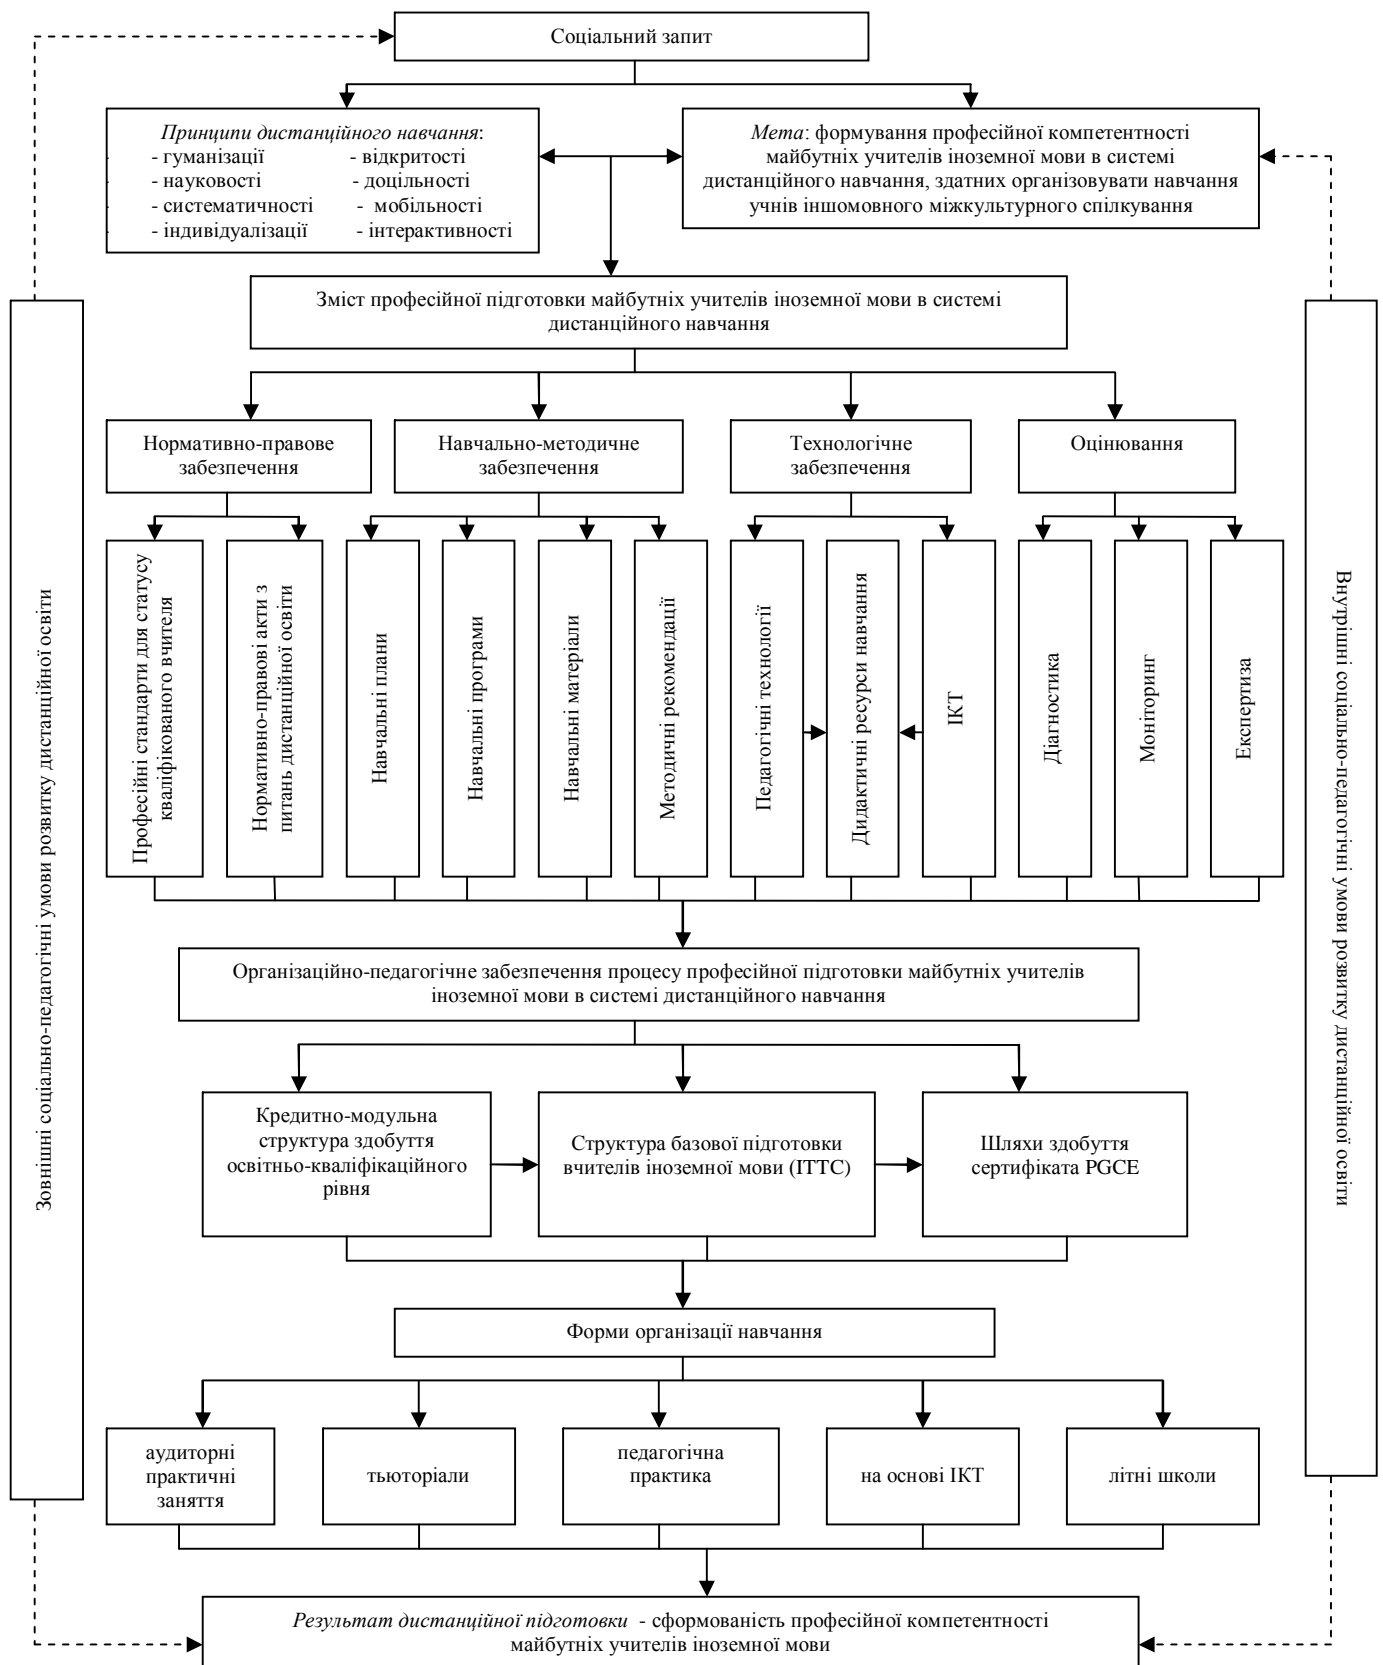 Соціальний запит
Принципи дистанційного навчання:
- гуманізації - відкритості
- науковості - доцільності
- систематичності - мобільності
- індивідуалізації - інтерактивності
Мета: формування професійної компетентності
майбутніх учителів іноземної мови в системі
дистанційного навчання, здатних організовувати навчання
учнів іншомовного міжкультурного спілкування
Зміст професійної підготовки майбутніх учителів іноземної мови в системі
дистанційного навчання
Зовнішні соціально-педагогічні умови розвитку дистанційної освіти
Внутрішні соціально-педагогічні умови розвитку дистанційної освіти
Нормативно-правове
забезпечення
Навчально-методичне
забезпечення
Технологічне
забезпечення
Оцінювання
Професійні стандарти для статусу
кваліфікованого вчителя
Нормативно-правові акти з
питань дистанційної освіти
Навчальні плани
Навчальні програми
Навчальні матеріали
Методичні рекомендації
Педагогічні технології
Дидактичні ресурси навчання
ІКТ
Діагностика
Моніторинг
Експертиза
Організаційно-педагогічне забезпечення процесу професійної підготовки майбутніх учителів
іноземної мови в системі дистанційного навчання
Кредитно-модульна
структура здобуття
освітньо-кваліфікаційного
рівня
Структура базової підготовки
вчителів іноземної мови (ITTC)
Шляхи здобуття
сертифіката PGCE
Форми організації навчання
аудиторні
практичні
заняття
тьюторіали
педагогічна
практика
на основі ІКТ
літні школи
Результат дистанційної підготовки - сформованість професійної компетентності
майбутніх учителів іноземної мови